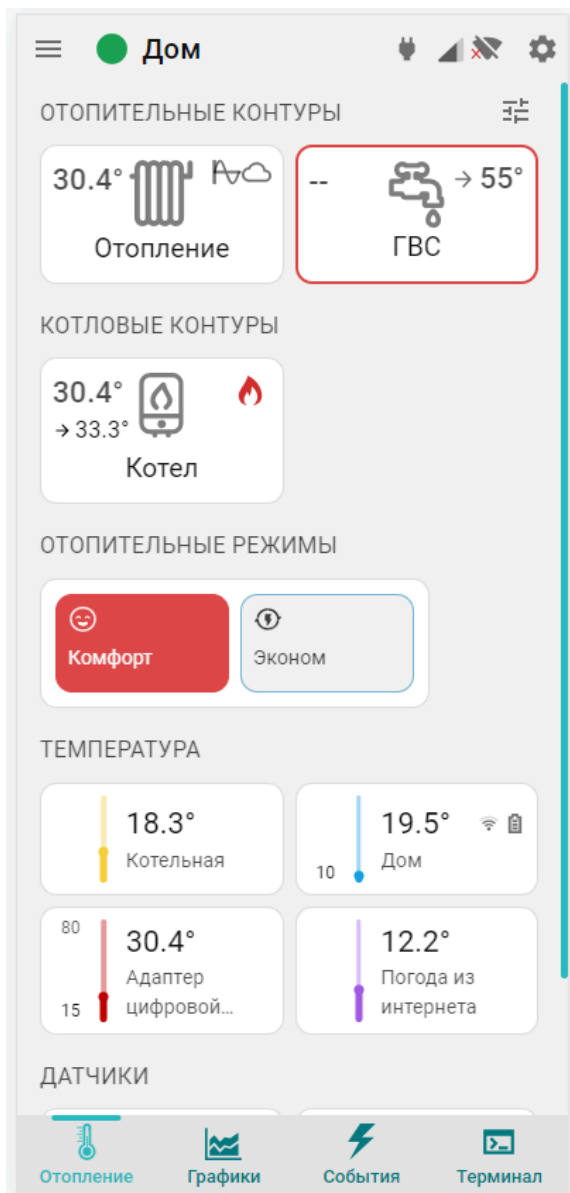 Дом
ОТОПИТЕЛЬНЫЕ КОНТУРЫ
30.4°
Отопление
--
→ 55°
ГВС
КОТЛОВЫЕ КОНТУРЫ
30.4°
→ 33.3°
Котел
ОТОПИТЕЛЬНЫЕ РЕЖИМЫ
Комфорт
Эконом
ТЕМПЕРАТУРА
18.3°
Котельная
19.5°
10
Дом
80
30.4°
15
Адаптер
цифровой...
12.2°
Погода из
интернета
ДАТЧИКИ
Отопление
Графики
События
Терминал